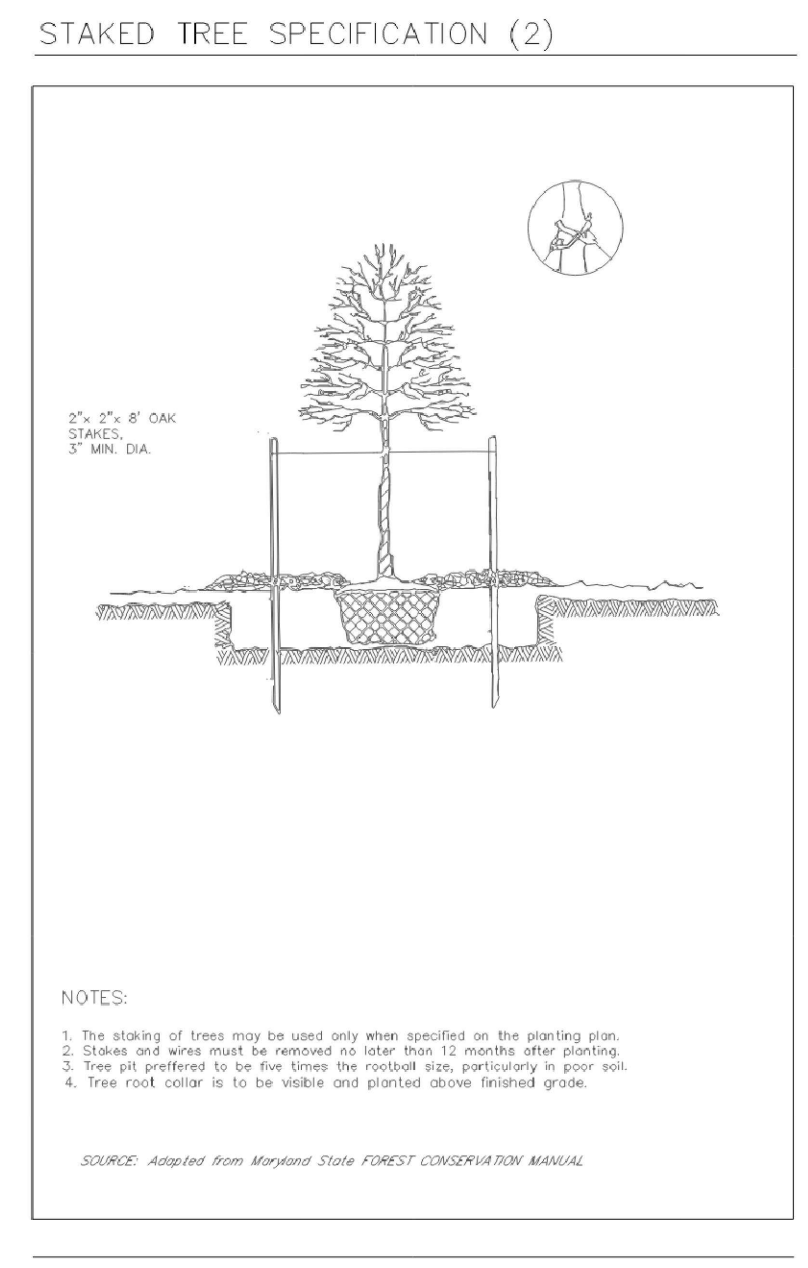 STAKED TREE SPECIFICATION (2)
2"x 2"x 8' OAK
STAKES,
3" MIN. DIA.
NOTES:
1. The staking of trees may be used only when specified on the planting plan.
2. Stakes and wires must be removed no later than 12 months after planting.
3. Tree pit preffered to be five times the rootball size, particularly in poor soil.
4. Tree root collar is to be visible and planted above finished grade.
SOURCE: Adapted from Maryland State FOREST CONSERVATION MANUAL